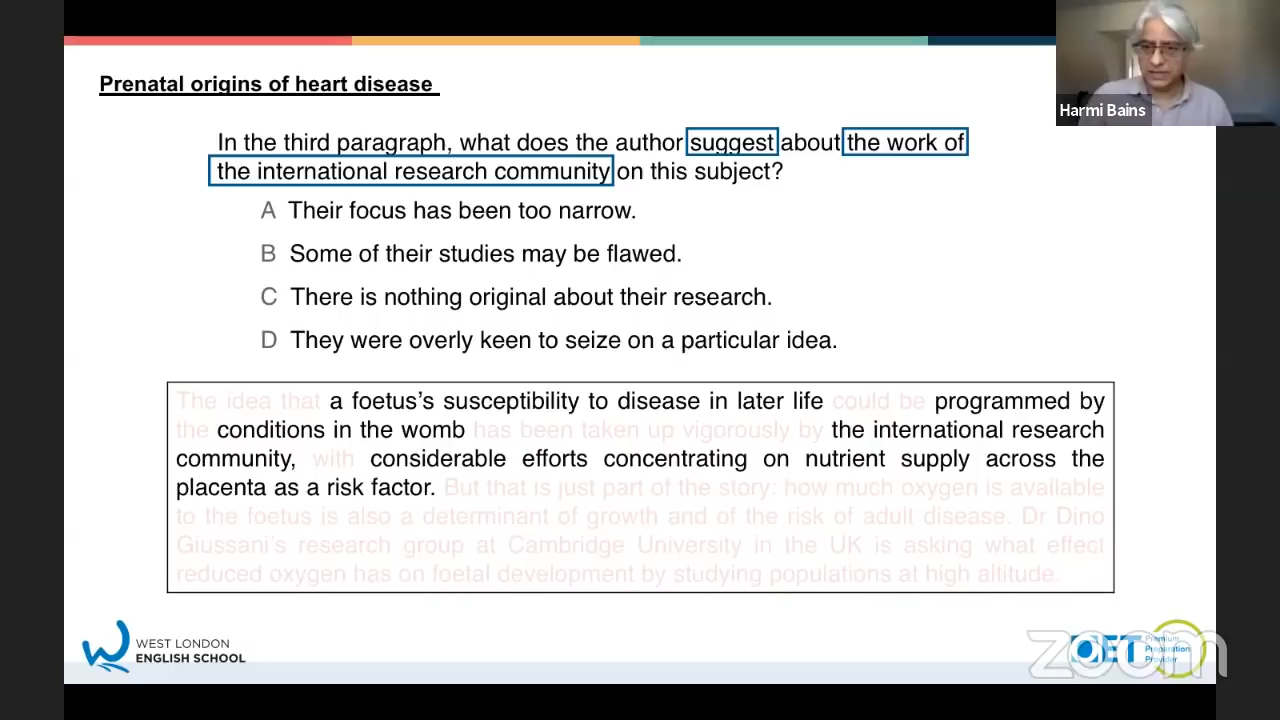 Prenatal origins of heart disease
Harmi Bains
In the third paragraph, what does the author suggest about the work of
the international research community on this subject?
A Their focus has been too narrow.
B Some of their studies may be flawed.
C There is nothing original about their research.
D They were overly keen to seize on a particular idea.
The idea that a foetus's susceptibility to disease in later life could be programmed by
the conditions in the womb has been taken up vigorously by the international research
community, with considerable efforts concentrating on nutrient supply across the
placenta as a risk factor. But that is just part of the story: how much oxygen is available
to the foetus is also a determinant of growth and of the risk of adult disease. Dr Dino
Giussani's research group at Cambridge University in the UK is asking what effect
reduced oxygen has on foetal development by studying populations at high altitude.
WEST LONDON
ENGLISH SCHOOL
OET
Premium
Preparation
Provider
zoom